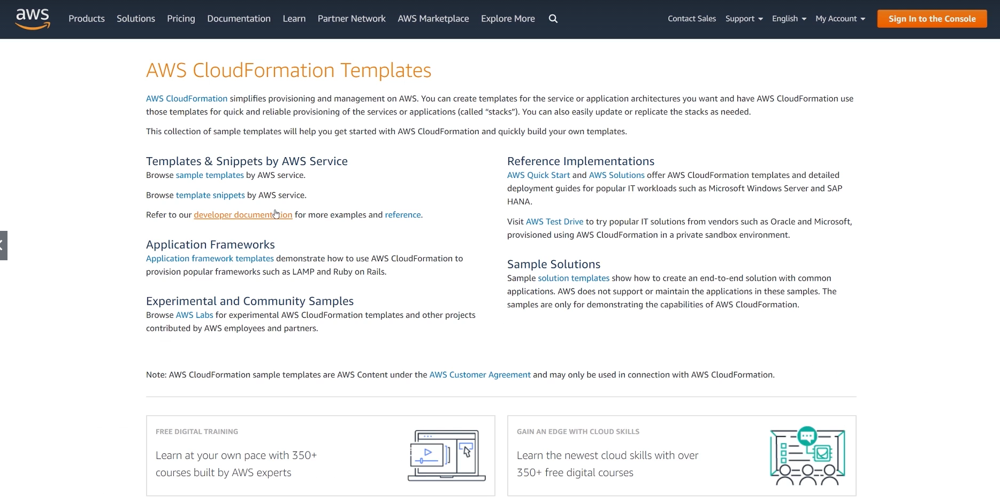 aws
Products Solutions Pricing Documentation Learn Partner Network AWS Marketplace Explore More
Contact Sales Support English My Account Sign In to the Console
AWS CloudFormation Templates
AWS CloudFormation simplifies provisioning and management on AWS. You can create templates for the service or application architectures you want and have AWS CloudFormation use
those templates for quick and reliable provisioning of the services or applications (called “stacks”). You can also easily update or replicate the stacks as needed.
This collection of sample templates will help you get started with AWS CloudFormation and quickly build your own templates.
Templates & Snippets by AWS Service
Browse sample templates by AWS service.
Browse template snippets by AWS service.
Refer to our developer documentation for more examples and reference.
Application Frameworks
Application framework templates demonstrate how to use AWS CloudFormation to
provision popular frameworks such as LAMP and Ruby on Rails.
Experimental and Community Samples
Browse AWS Labs for experimental AWS CloudFormation templates and other projects
contributed by AWS employees and partners.
Reference Implementations
AWS Quick Start and AWS Solutions offer AWS CloudFormation templates and detailed
deployment guides for popular IT workloads such as Microsoft Windows Server and SAP
HANA.
Visit AWS Test Drive to try popular IT solutions from vendors such as Oracle and Microsoft,
provisioned using AWS CloudFormation in a private sandbox environment.
Sample Solutions
Sample solution templates show how to create an end-to-end solution with common
applications. AWS does not support or maintain the applications in these samples. The
samples are only for demonstrating the capabilities of AWS CloudFormation.
Note: AWS CloudFormation sample templates are AWS Content under the AWS Customer Agreement and may only be used in connection with AWS CloudFormation.
FREE DIGITAL TRAINING
Learn at your own pace with 350+
courses built by AWS experts
GAIN AN EDGE WITH CLOUD SKILLS
Learn the newest cloud skills with over
350+ free digital courses